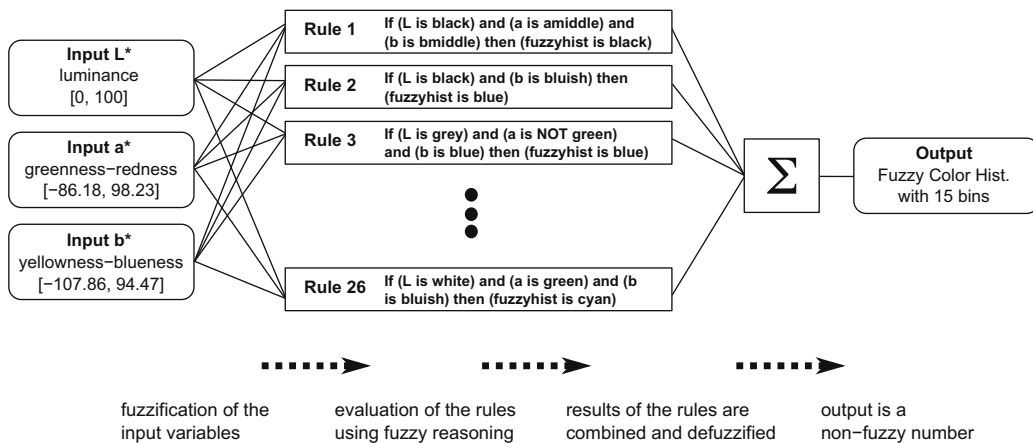 Input L*
luminance
[0, 100]
Input a*
greenness−redness
[−86.18, 98.23]
Input b*
yellowness−blueness
[−107.86, 94.47]
Rule 1
If (L is black) and (a is amiddle) and
(b is bmiddle) then (fuzzyhist is black)
Rule 2
If (L is black) and (b is bluish) then
(fuzzyhist is blue)
Rule 3
If (L is grey) and (a is NOT green)
and (b is blue) then (fuzzyhist is blue)
Rule 26
If (L is white) and (a is green) and (b
is bluish) then (fuzzyhist is cyan)
Σ
Output
Fuzzy Color Hist.
with 15 bins
fuzzification of the
input variables
evaluation of the rules
using fuzzy reasoning
results of the rules are
combined and defuzzified
output is a
non−fuzzy number